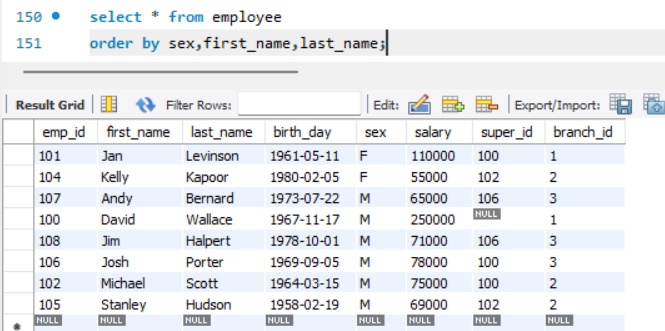 150 select * from employee
151 order by sex,first_name,last_name;
Result Grid Filter Rows: Edit: Export/Import:
emp_id first_name last_name birth_day sex salary super_id branch_id
101 Jan Levinson 1961-05-11 F 110000 100 1
104 Kelly Kapoor 1980-02-05 F 55000 102 2
107 Andy Bernard 1973-07-22 M 65000 106 3
100 David Wallace 1967-11-17 M 250000 NULL 1
108 Jim Halpert 1978-10-01 M 71000 106 3
106 Josh Porter 1969-09-05 M 78000 100 3
102 Michael Scott 1964-03-15 M 75000 100 2
105 Stanley Hudson 1958-02-19 M 69000 102 2
NULL NULL NULL NULL NULL NULL NULL NULL